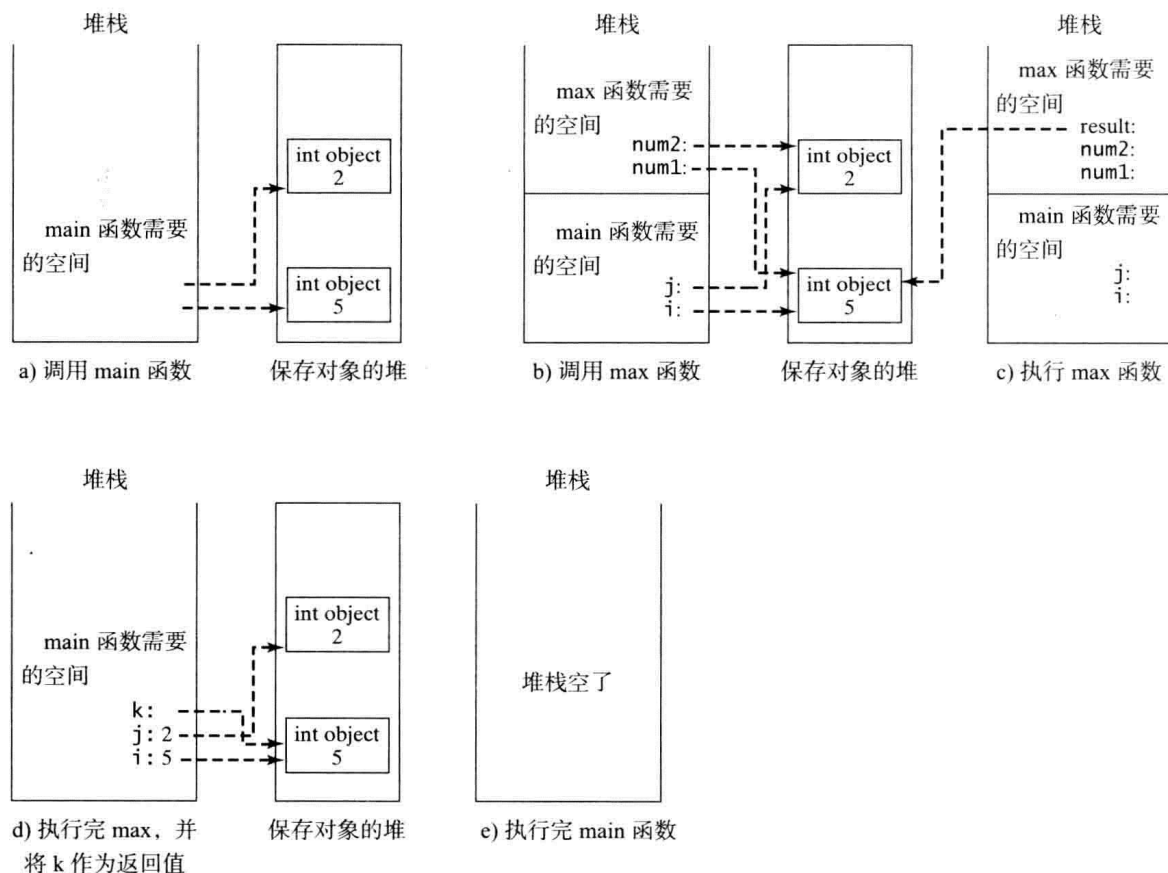 堆栈
main 函数需要
的空间
int object
2
int object
5
a) 调用 main 函数
保存对象的堆
堆栈
max 函数需要
的空间
num2:
num1:
main 函数需要
的空间
j:
i:
int object
2
int object
5
b) 调用 max 函数
保存对象的堆
堆栈
max 函数需要
的空间
result:
num2:
num1:
main 函数需要
的空间
j:
i:
c) 执行 max 函数
堆栈
main 函数需要
的空间
k:
j: 2
i: 5
int object
2
int object
5
d) 执行完 max，并
将 k 作为返回值
保存对象的堆
堆栈
堆栈空了
e) 执行完 main 函数